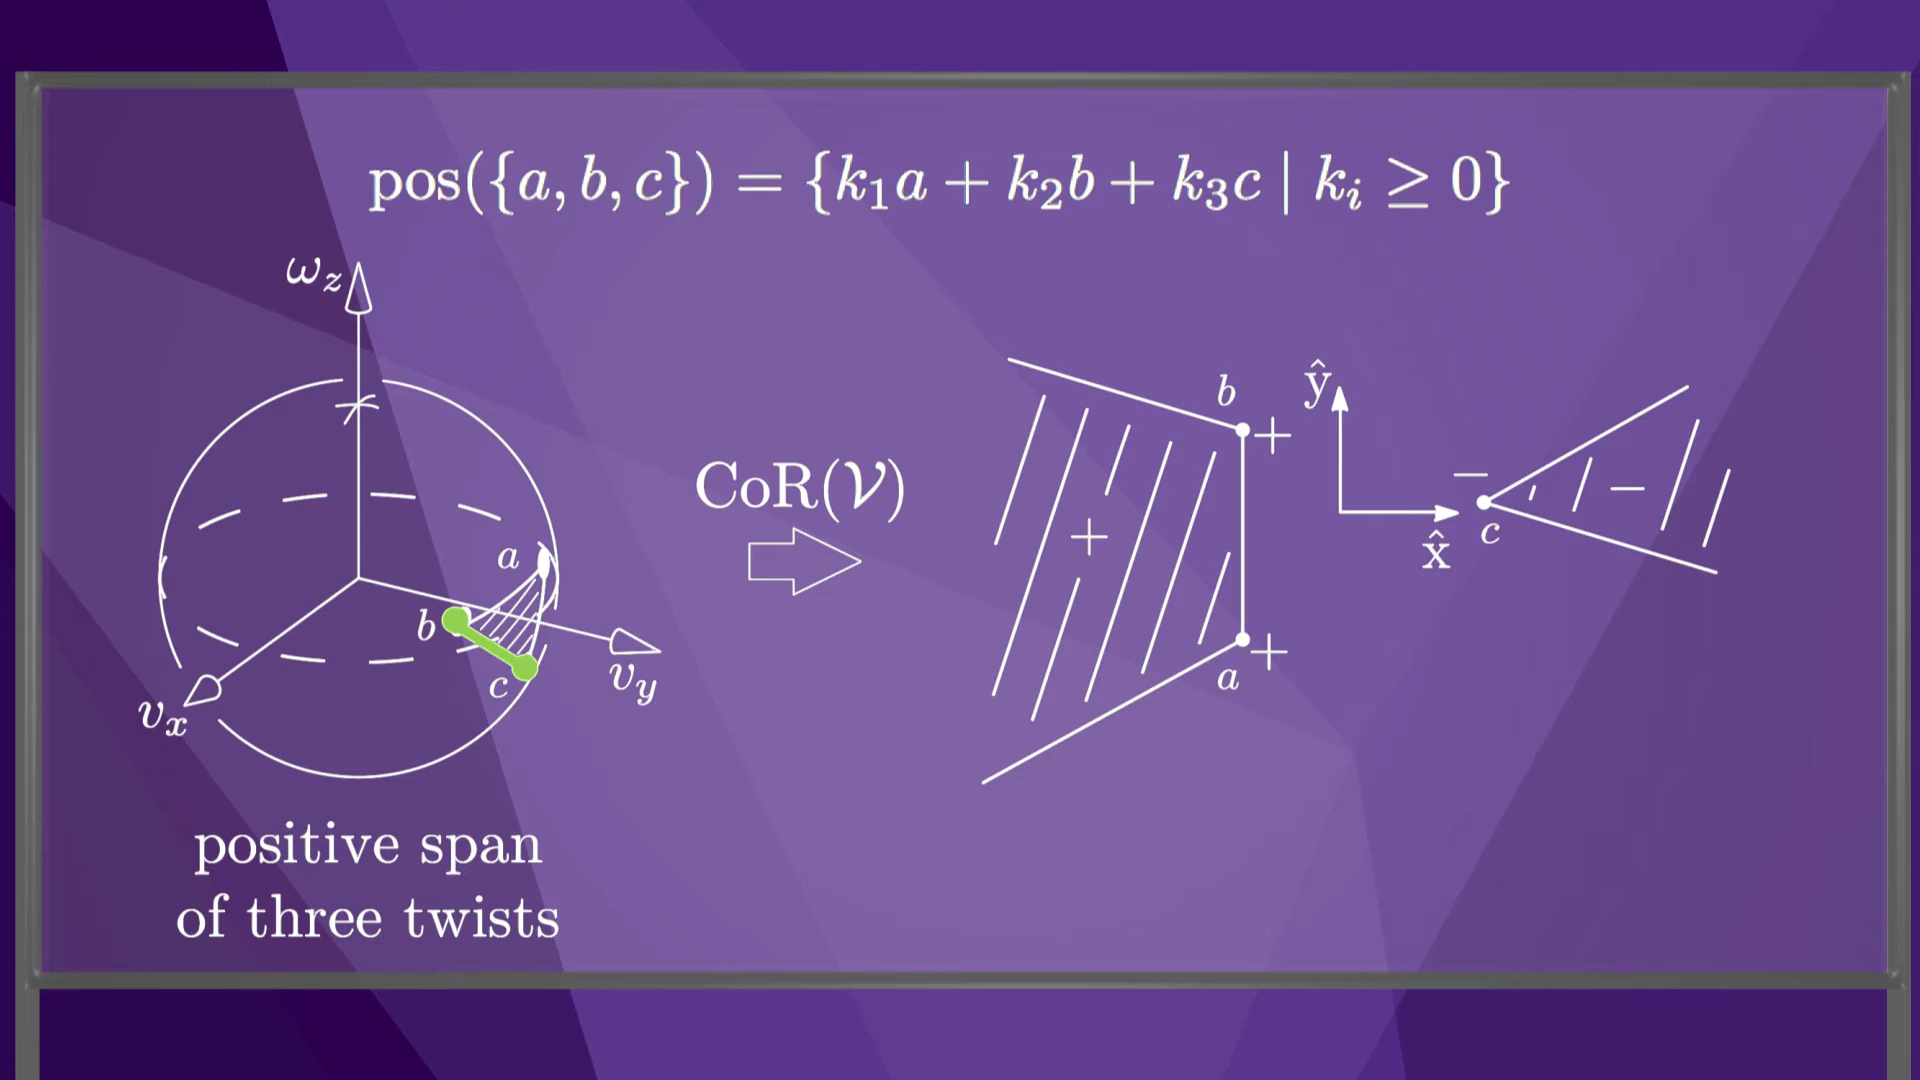 pos({a, b, c}) = {k₁a + k₂b + k₃c | kᵢ ≥ 0}
ω_z
a
b
c
v_y
v_x
positive span
of three twists
CoR(𝒱)
b
+
+
a
+
ŷ
x̂
−
c
−